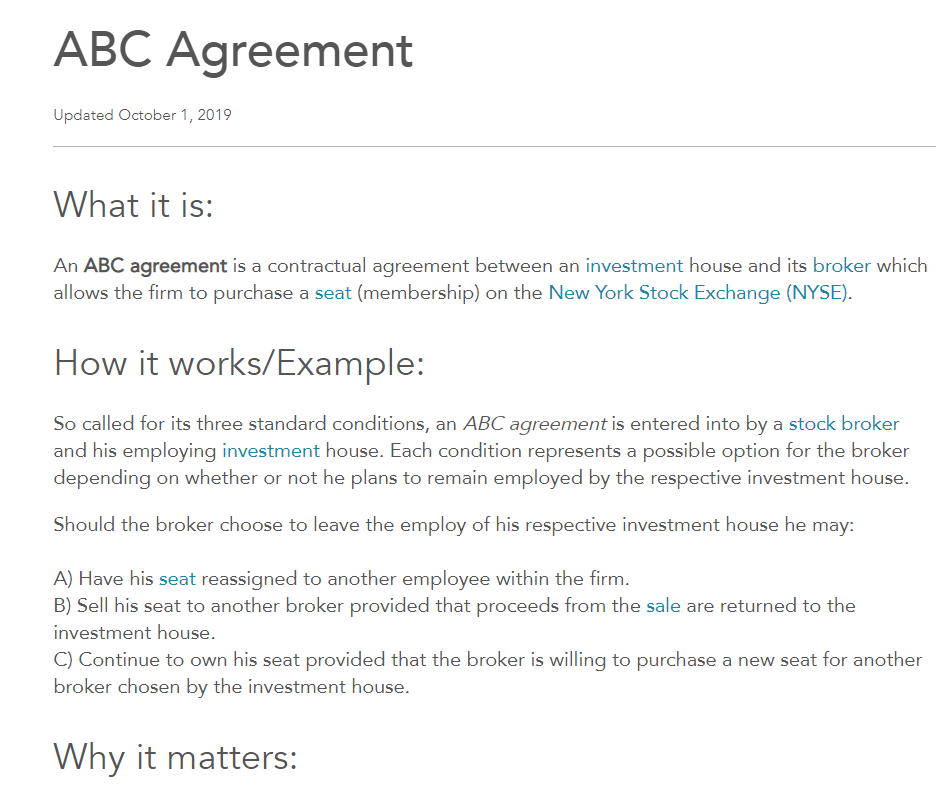 ABC Agreement
Updated October 1, 2019
What it is:
An ABC agreement is a contractual agreement between an investment house and its broker which
allows the firm to purchase a seat (membership) on the New York Stock Exchange (NYSE).
How it works/Example:
So called for its three standard conditions, an ABC agreement is entered into by a stock broker
and his employing investment house. Each condition represents a possible option for the broker
depending on whether or not he plans to remain employed by the respective investment house.
Should the broker choose to leave the employ of his respective investment house he may:
A) Have his seat reassigned to another employee within the firm.
B) Sell his seat to another broker provided that proceeds from the sale are returned to the
investment house.
C) Continue to own his seat provided that the broker is willing to purchase a new seat for another
broker chosen by the investment house.
Why it matters: